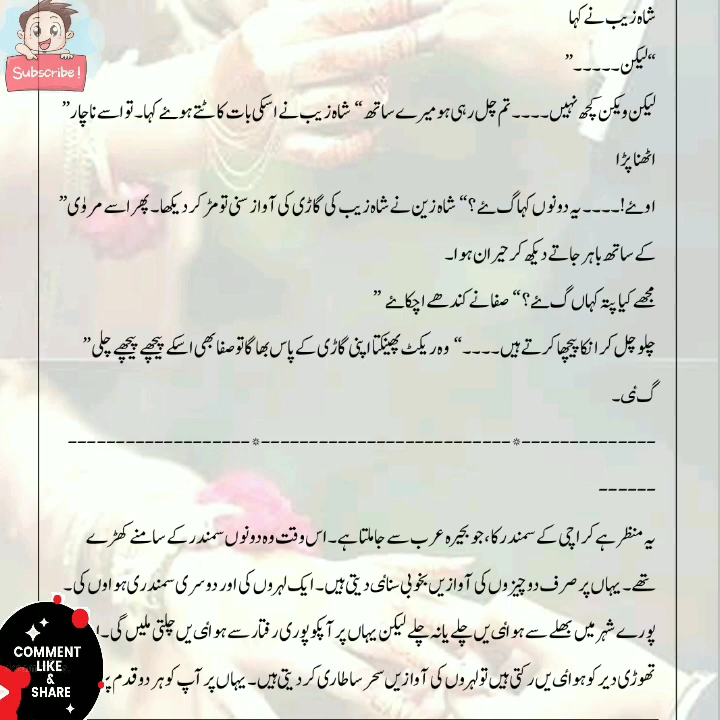 شاہ زیب نے کہا
“لیکن۔۔۔۔۔”
لیکن ویکن کچھ نہیں۔۔۔۔ تم چل رہی ہو میرے ساتھ“ شاہ زیب نے اسکی بات کاٹتے ہوئے کہا۔ تو اسے ناچار”
اٹھنا پڑا
اوئے!۔۔۔۔ یہ دونوں کہا گئے؟“ شاہ زین نے شاہ زیب کی گاڑی کی آواز سنی تو مڑ کر دیکھا۔ پھر اسے مروٰی”
کے ساتھ باہر جاتے دیکھ کر حیران ہوا۔
مجھے کیا پتہ کہاں گئے؟“ صفا نے کندھے اچکائے ”
چلو چل کر انکا پیچھا کرتے ہیں۔۔۔۔“ وہ ریکٹ پھینکتا اپنی گاڑی کے پاس بھاگا تو صفا بھی اسکے پیچھے پیچھے چلی”
گئی۔
--------------*--------------------------*-------------------
------
یہ منظر ہے کراچی کے سمندر کا، جو بحیرہ عرب سے جا ملتا ہے۔ اس وقت وہ دونوں سمندر کے سامنے کھڑے
تھے۔ یہاں پر صرف دو چیزوں کی آوازیں بخوبی سنائی دیتی ہیں۔ ایک لہروں کی اور دوسری سمندری ہواوں کی۔
پورے شہر میں بھلے سے ہوائیں چلے یا نہ چلے لیکن یہاں پر آپکو پوری رفتار سے ہوائیں چلتی ملیں گی۔
تھوڑی دیر کو ہوائیں رکتی ہیں تو لہروں کی آوازیں سحر سا طاری کر دیتی ہیں۔ یہاں پر آپ کو ہر دو قدم پر
Subscribe!
COMMENT
LIKE
&
SHARE